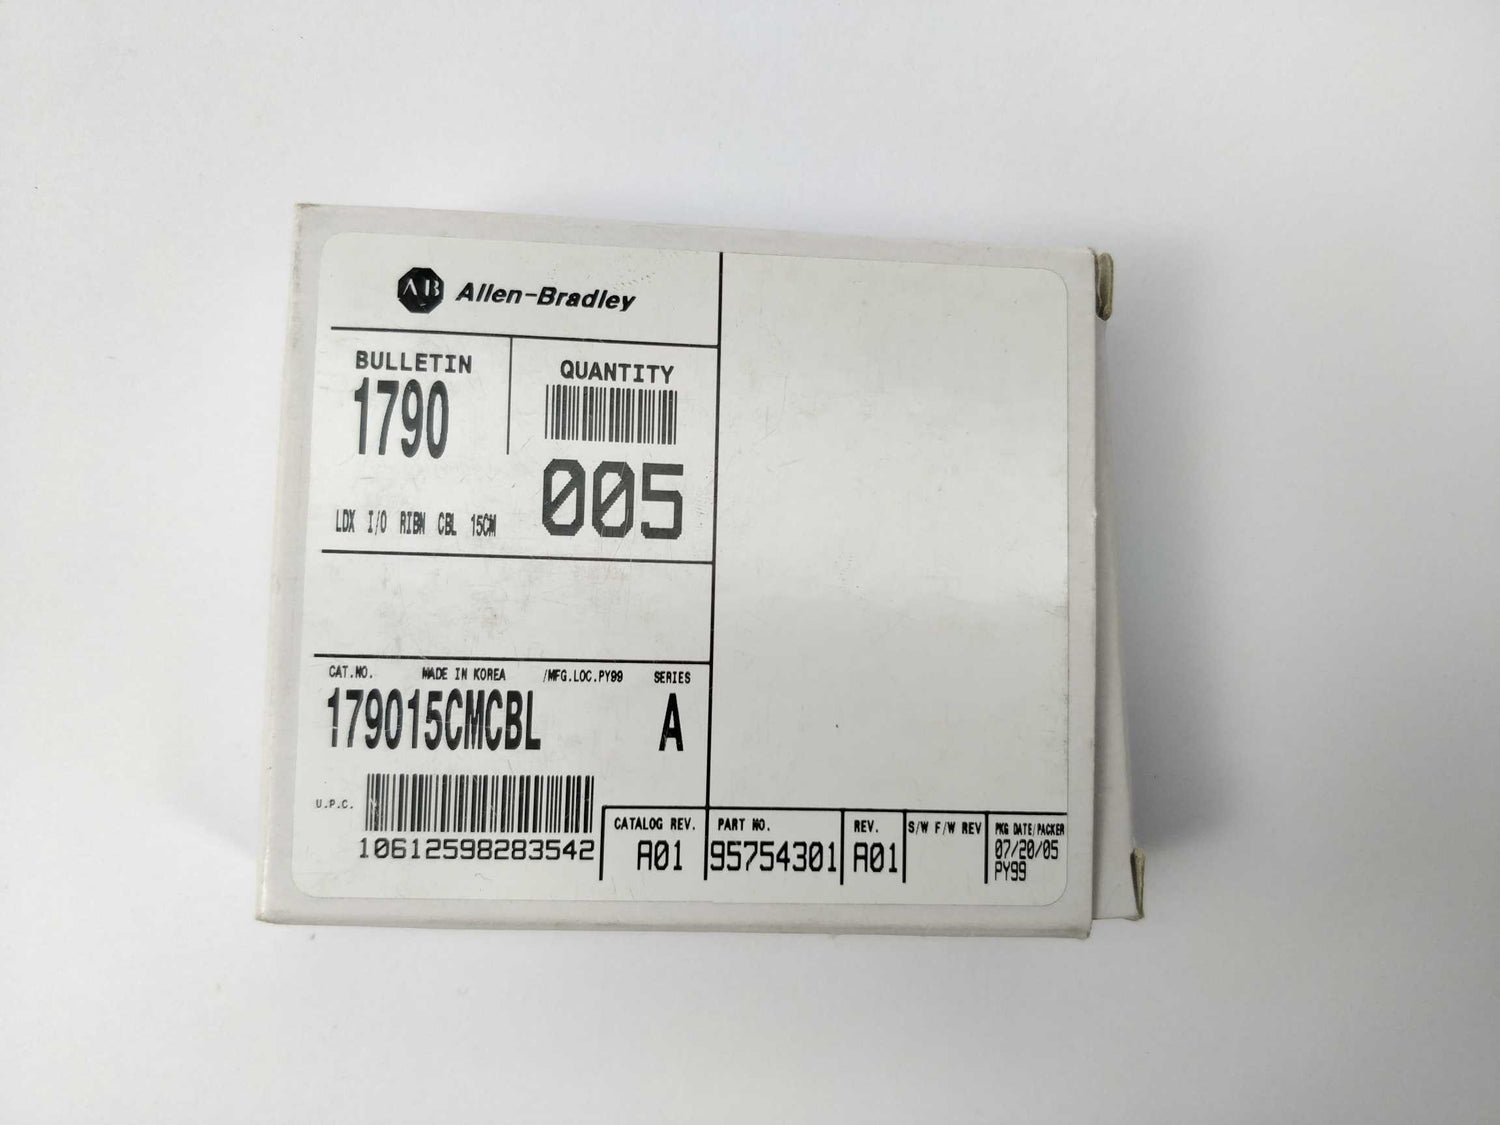 AB Allen-Bradley
BULLETIN
1790
QUANTITY
005
LDX I/O RIBN CBL 15CM
CAT.NO. MADE IN KOREA /MFG.LOC.PY99 SERIES
179015CMCBL A
U.P.C.
10612598283542
CATALOG REV.
A01
PART NO.
95754301
REV.
A01
S/W F/W REV
PKG DATE/PACKER
07/20/05
PY99